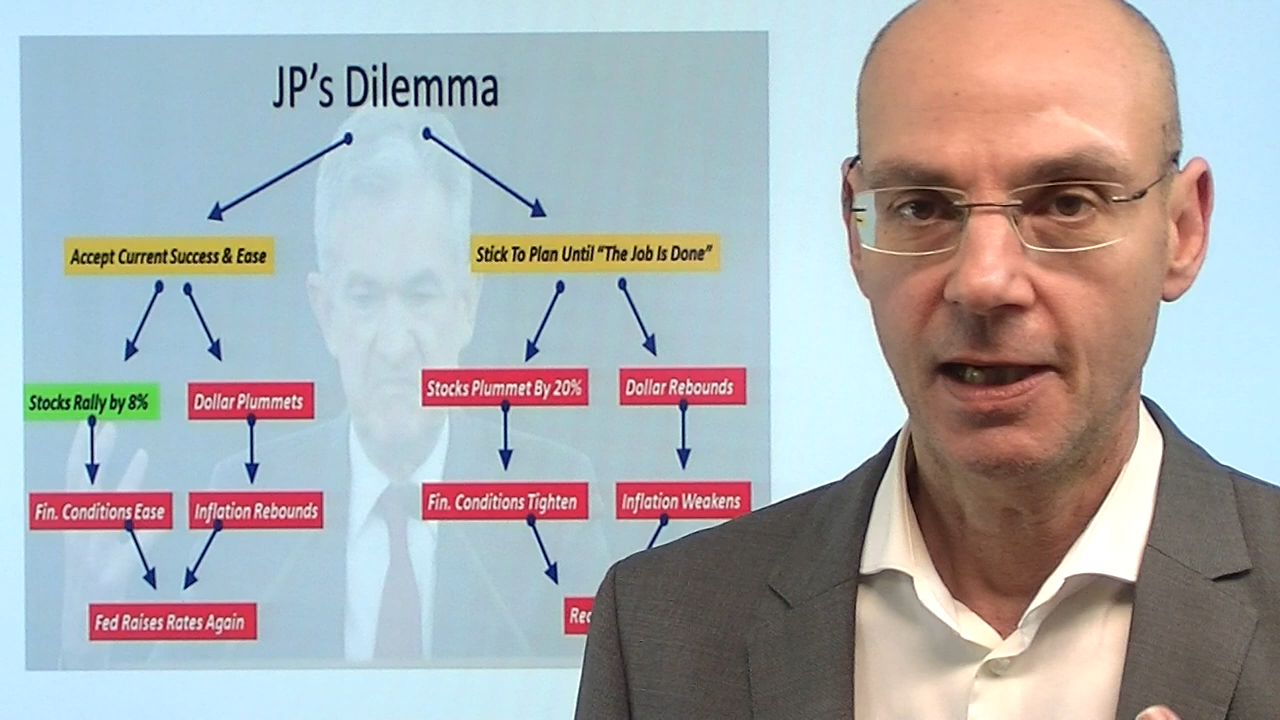 JP's Dilemma
Accept Current Success & Ease
Stick To Plan Until “The Job Is Done”
Stocks Rally by 8%
Dollar Plummets
Stocks Plummet By 20%
Dollar Rebounds
Fin. Conditions Ease
Inflation Rebounds
Fin. Conditions Tighten
Inflation Weakens
Fed Raises Rates Again